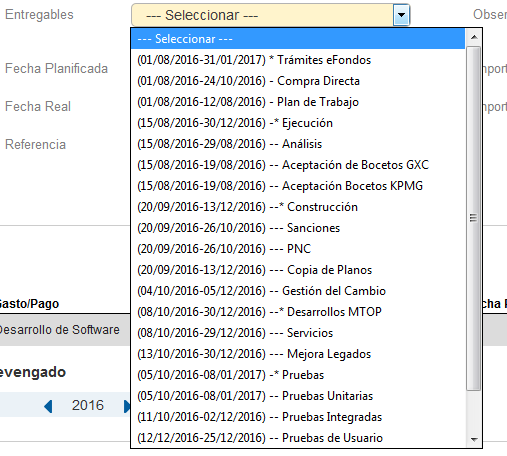 Entregables
--- Seleccionar ---
Obser
--- Seleccionar ---
(01/08/2016-31/01/2017) * Trámites eFondos
(01/08/2016-24/10/2016) - Compra Directa
(01/08/2016-12/08/2016) - Plan de Trabajo
(15/08/2016-30/12/2016) -* Ejecución
(15/08/2016-29/08/2016) -- Análisis
(15/08/2016-19/08/2016) -- Aceptación de Bocetos GXC
(15/08/2016-19/08/2016) -- Aceptación Bocetos KPMG
(20/09/2016-13/12/2016) --* Construcción
(20/09/2016-26/10/2016) --- Sanciones
(20/09/2016-26/10/2016) --- PNC
(20/09/2016-13/12/2016) --- Copia de Planos
(04/10/2016-05/12/2016) -- Gestión del Cambio
(08/10/2016-30/12/2016) --* Desarrollos MTOP
(08/10/2016-29/12/2016) --- Servicios
(13/10/2016-30/12/2016) --- Mejora Legados
(05/10/2016-08/01/2017) -* Pruebas
(05/10/2016-08/01/2017) -- Pruebas Unitarias
(11/10/2016-02/12/2016) -- Pruebas Integradas
(12/12/2016-25/12/2016) -- Pruebas de Usuario
Fecha Planificada
mport
Fecha Real
mport
Referencia
Gasto/Pago
cha P
Desarrollo de Software
evengado
2016